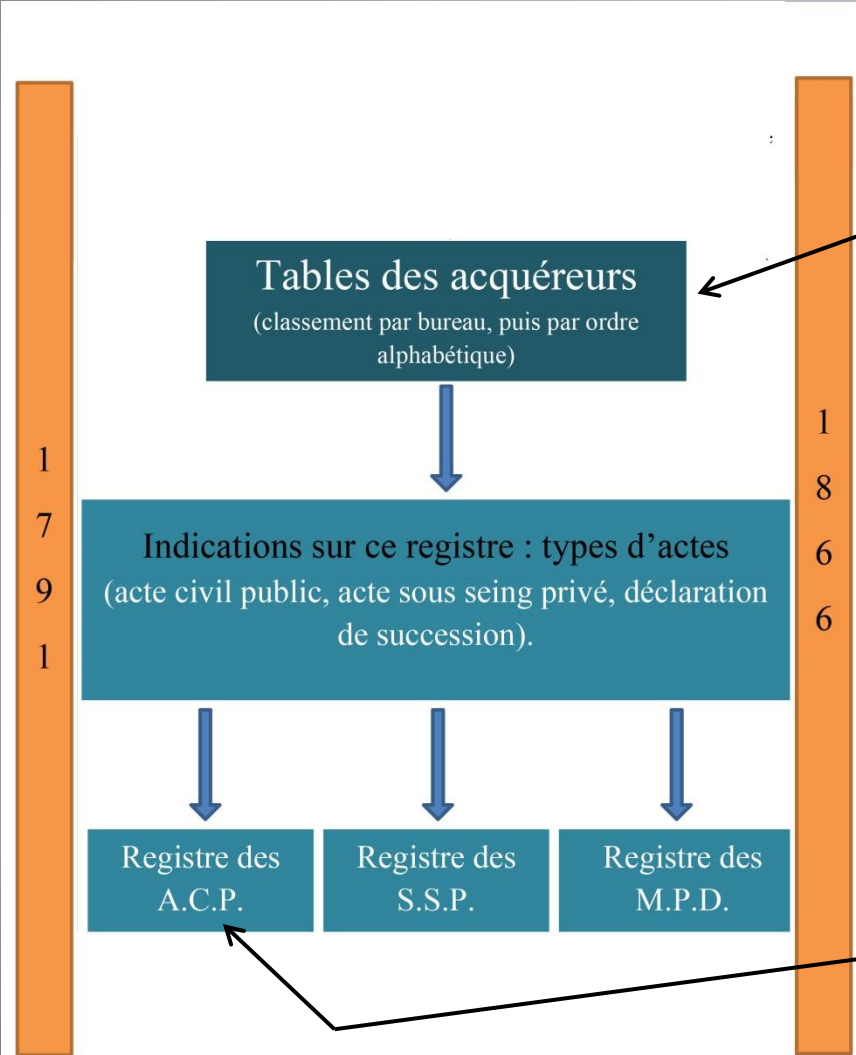 Tables des acquéreurs
(classement par bureau, puis par ordre
alphabétique)
1
7
9
1
1
8
6
6
Indications sur ce registre : types d’actes
(acte civil public, acte sous seing privé, déclaration
de succession).
Registre des
A.C.P.
Registre des
S.S.P.
Registre des
M.P.D.